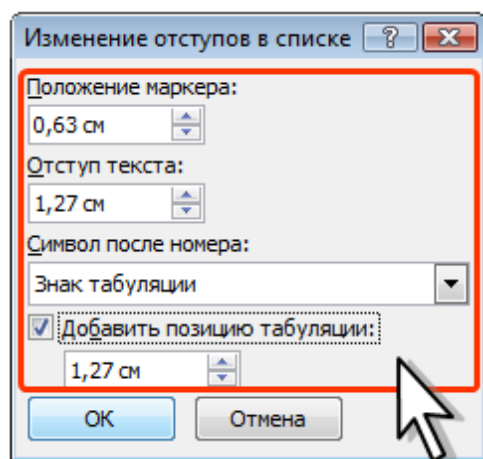 Изменение отступов в списке
Положение маркера:
0,63 см
Отступ текста:
1,27 см
Символ после номера:
Знак табуляции
Добавить позицию табуляции:
1,27 см
ОК Отмена